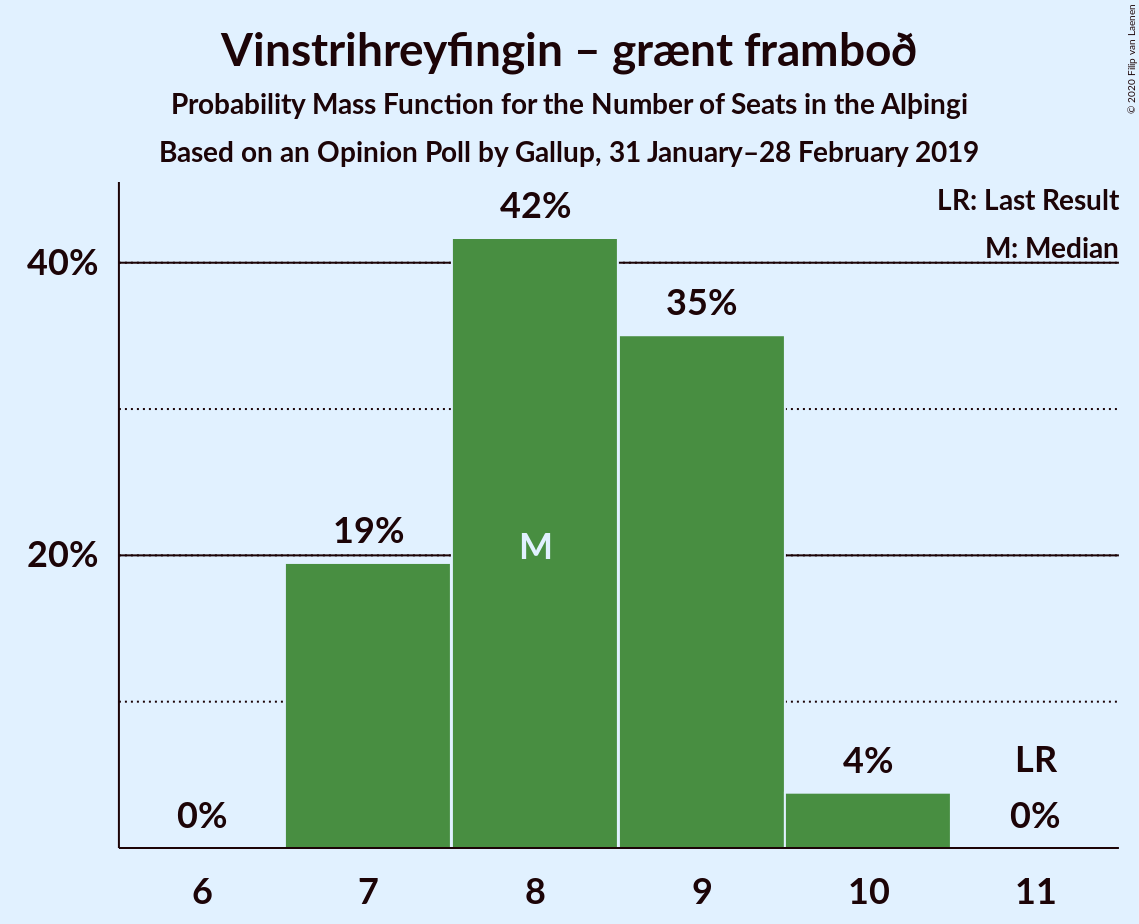 Vinstrihreyfingin – grænt framboð
Probability Mass Function for the Number of Seats in the Alþingi
Based on an Opinion Poll by Gallup, 31 January–28 February 2019
© 2020 Filip van Laenen
LR: Last Result
M: Median
42%
40%
35%
19%
M
20%
4%
LR
0%
0%
6
7
8
9
10
11